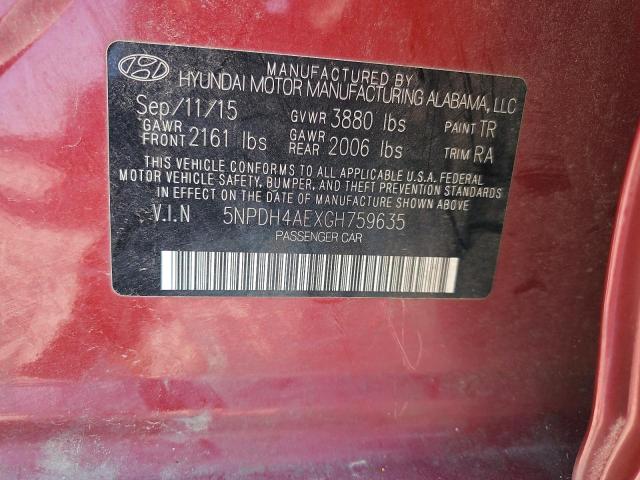 MANUFACTURED BY
HYUNDAI MOTOR MANUFACTURING ALABAMA, LLC
Sep/11/15 GVWR 3880 lbs PAINT TR
GAWR FRONT 2161 lbs GAWR REAR 2006 lbs TRIM RA
THIS VEHICLE CONFORMS TO ALL APPLICABLE U.S.A. FEDERAL
MOTOR VEHICLE SAFETY, BUMPER, AND THEFT PREVENTION STANDARDS
IN EFFECT ON THE DATE OF MANUFACTURE SHOWN ABOVE.
V.I.N 5NPDH4AEXGH759635
PASSENGER CAR